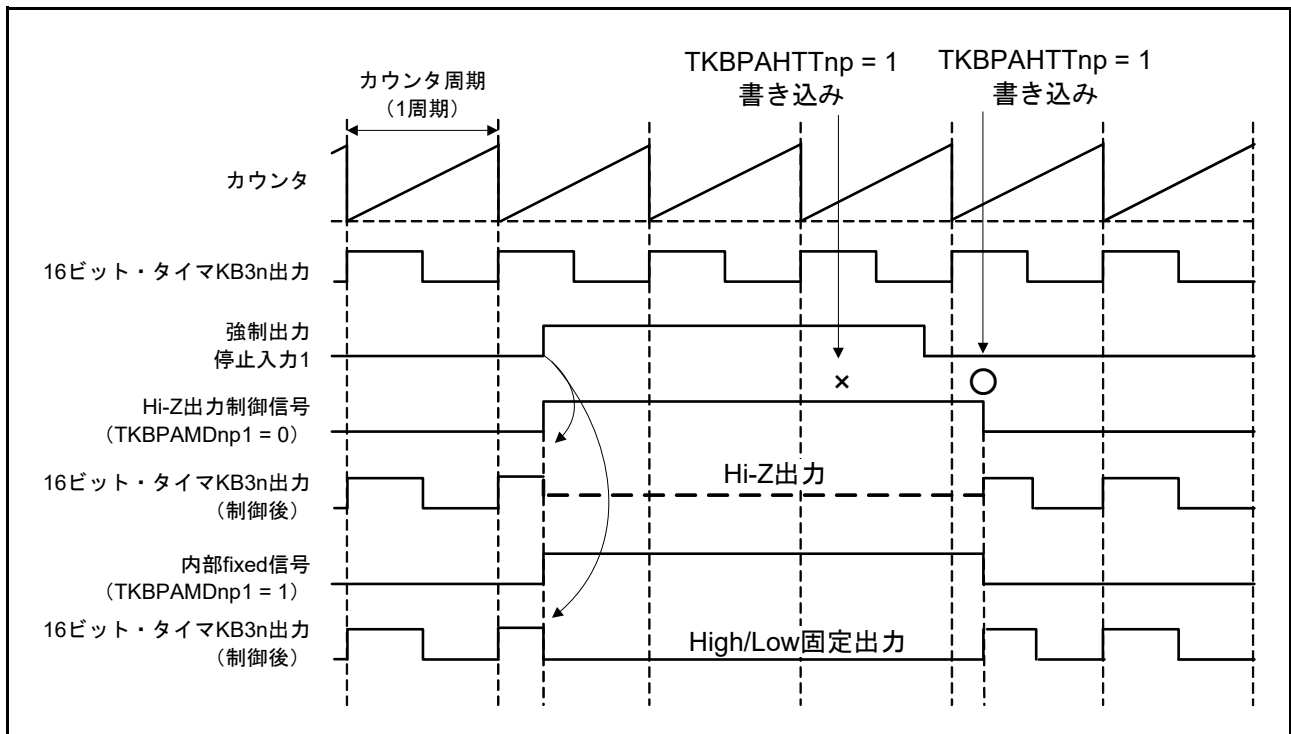 TKBPAHTTnp = 1
書き込み
TKBPAHTTnp = 1
書き込み
カウンタ周期
（1周期）
カウンタ
16ビット・タイマKB3n出力
強制出力
停止入力1
×
○
Hi-Z出力制御信号
（TKBPAMDnp1 = 0）
16ビット・タイマKB3n出力
（制御後）
Hi-Z出力
内部fixed信号
（TKBPAMDnp1 = 1）
16ビット・タイマKB3n出力
（制御後）
High/Low固定出力